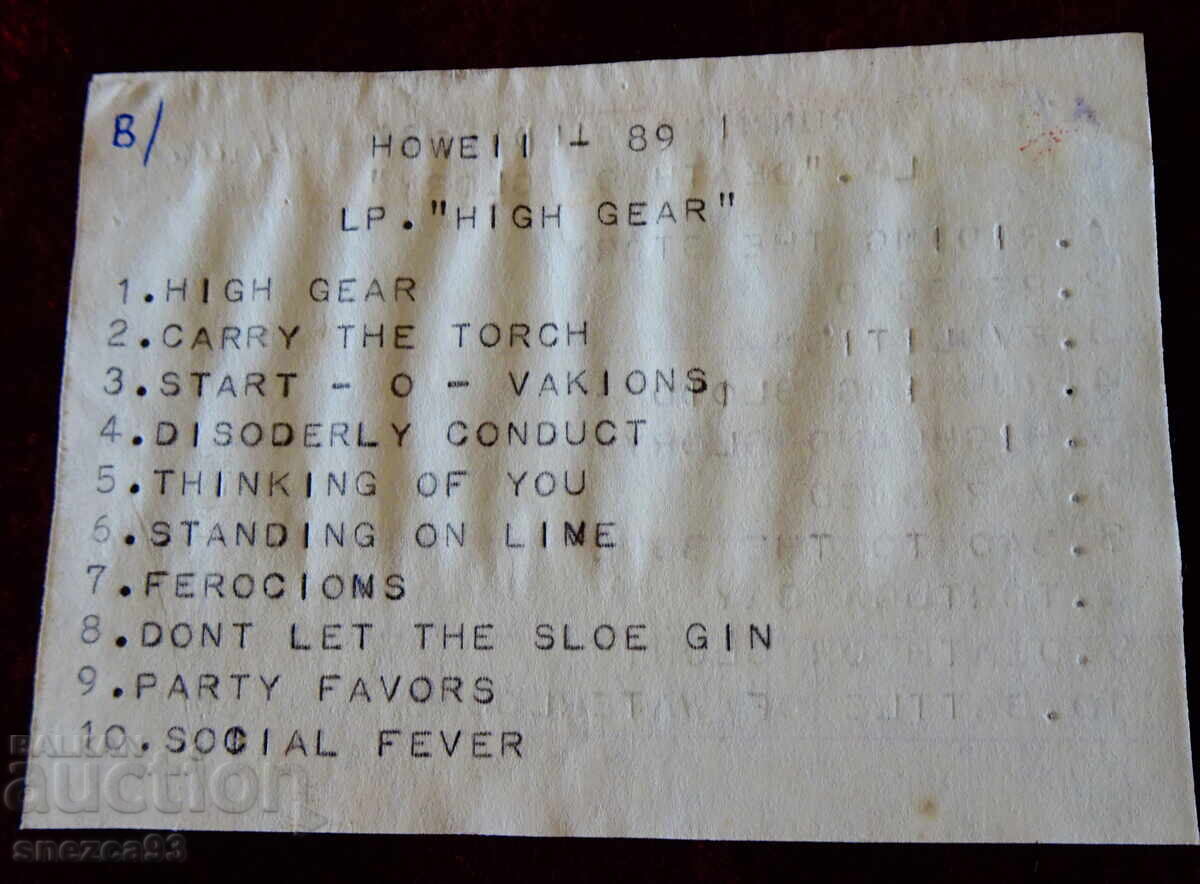 B/
HOWEII - 89
LP. "HIGH GEAR"
1. HIGH GEAR
2. CARRY THE TORCH
3. START - O - VAKIONS
4. DISODERLY CONDUCT
5. THINKING OF YOU
6. STANDING ON LINE
7. FEROCIOMS
8. DONT LET THE SLOE GIN
9. PARTY FAVORS
10. SOCIAL FEVER
BALKAN
auction
snezca93